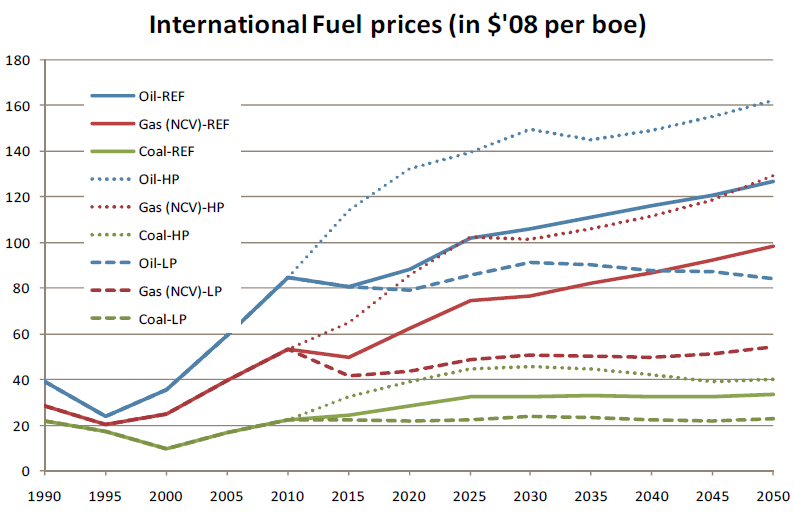 International Fuel prices (in $'08 per boe)
180
160
140
120
100
80
60
40
20
0
Oil-REF
Gas (NCV)-REF
Coal-REF
Oil-HP
Gas (NCV)-HP
Coal-HP
Oil-LP
Gas (NCV)-LP
Coal-LP
1990 1995 2000 2005 2010 2015 2020 2025 2030 2035 2040 2045 2050